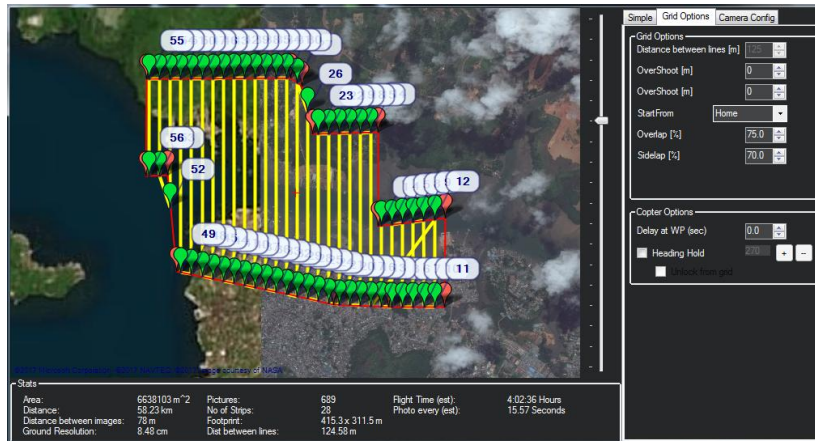 Simple Grid Options Camera Config
Grid Options
Distance between lines [m] 125
OverShoot [m] 0
OverShoot [m] 0
StartFrom Home
Overlap [%] 75.0
Sidelap [%] 70.0
Copter Options
Delay at WP (sec) 0.0
Heading Hold 270 + -
Unlock from grid
55
26
23
56
52
12
49
11
Stats
Area: 6638103 m^2
Distance: 58.23 km
Distance between images: 78 m
Ground Resolution: 8.48 cm
Pictures: 689
No of Strips: 28
Footprint: 415.3 x 311.5 m
Dist between lines: 124.58 m
Flight Time (est): 4:02:36 Hours
Photo every (est): 15.57 Seconds